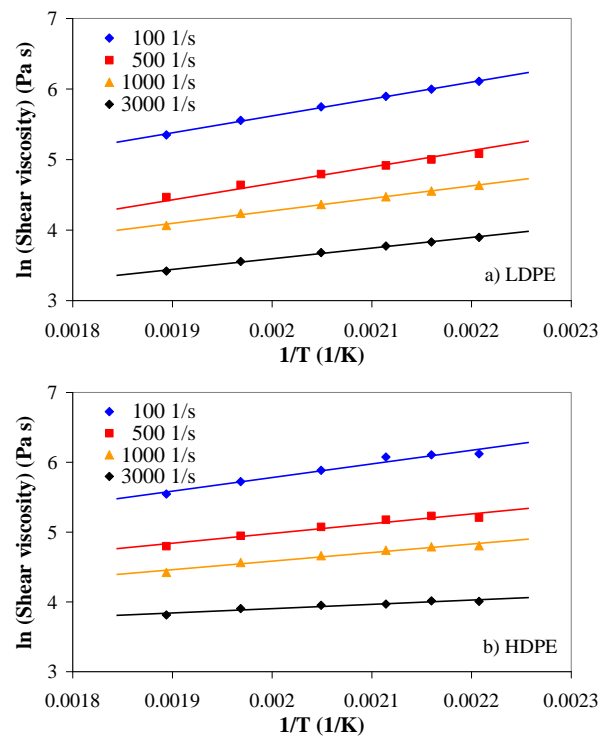 7
6
5
4
3
ln (Shear viscosity) (Pa s)
100 1/s
500 1/s
1000 1/s
3000 1/s
a) LDPE
0.0018 0.0019 0.002 0.0021 0.0022 0.0023
1/T (1/K)
7
6
5
4
3
ln (Shear viscosity) (Pa s)
100 1/s
500 1/s
1000 1/s
3000 1/s
b) HDPE
0.0018 0.0019 0.002 0.0021 0.0022 0.0023
1/T (1/K)